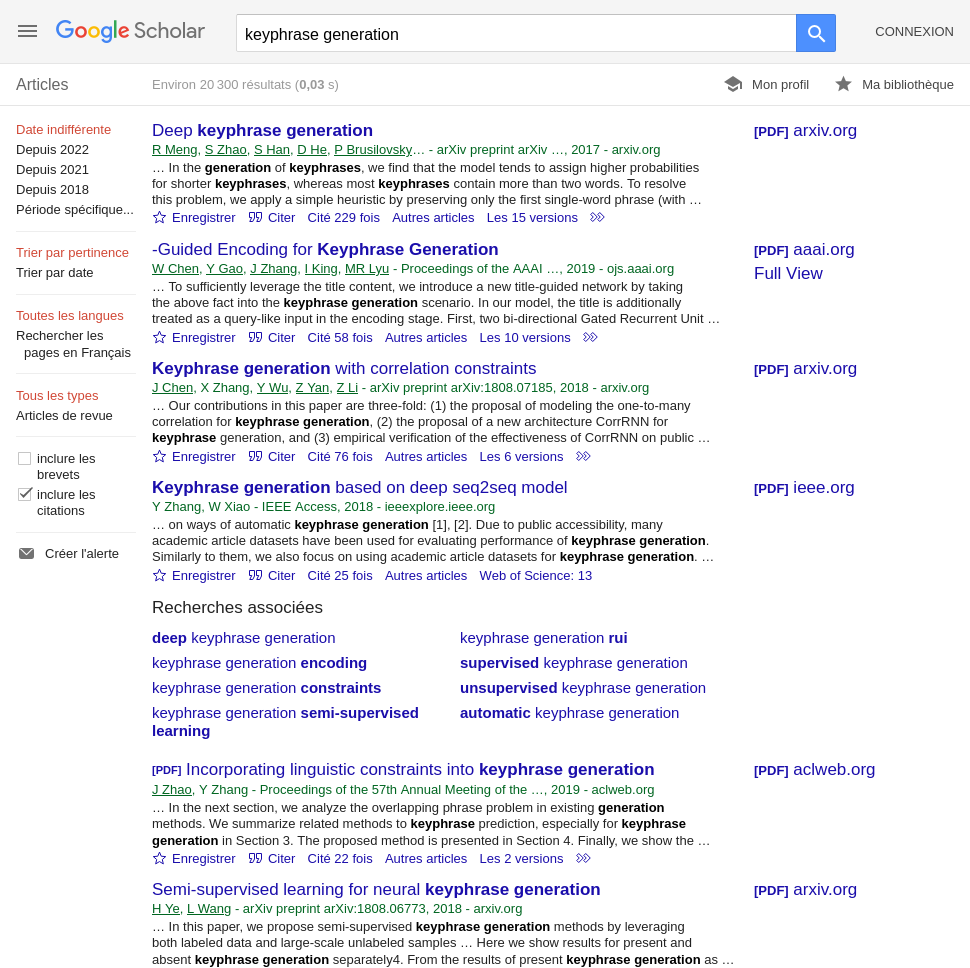 Google Scholar
keyphrase generation
CONNEXION
Articles
Environ 20 300 résultats (0,03 s)
Mon profil
Ma bibliothèque
Date indifférente
Depuis 2022
Depuis 2021
Depuis 2018
Période spécifique...
Trier par pertinence
Trier par date
Toutes les langues
Rechercher les
pages en Français
Tous les types
Articles de revue
inclure les
brevets
inclure les
citations
Créer l'alerte
Deep keyphrase generation
[PDF] arxiv.org
R Meng, S Zhao, S Han, D He, P Brusilovsky… - arXiv preprint arXiv …, 2017 - arxiv.org
… In the generation of keyphrases, we find that the model tends to assign higher probabilities
for shorter keyphrases, whereas most keyphrases contain more than two words. To resolve
this problem, we apply a simple heuristic by preserving only the first single-word phrase (with …
Enregistrer Citer Cité 229 fois Autres articles Les 15 versions
-Guided Encoding for Keyphrase Generation
[PDF] aaai.org
Full View
W Chen, Y Gao, J Zhang, I King, MR Lyu - Proceedings of the AAAI …, 2019 - ojs.aaai.org
… To sufficiently leverage the title content, we introduce a new title-guided network by taking
the above fact into the keyphrase generation scenario. In our model, the title is additionally
treated as a query-like input in the encoding stage. First, two bi-directional Gated Recurrent Unit …
Enregistrer Citer Cité 58 fois Autres articles Les 10 versions
Keyphrase generation with correlation constraints
[PDF] arxiv.org
J Chen, X Zhang, Y Wu, Z Yan, Z Li - arXiv preprint arXiv:1808.07185, 2018 - arxiv.org
… Our contributions in this paper are three-fold: (1) the proposal of modeling the one-to-many
correlation for keyphrase generation, (2) the proposal of a new architecture CorrRNN for
keyphrase generation, and (3) empirical verification of the effectiveness of CorrRNN on public …
Enregistrer Citer Cité 76 fois Autres articles Les 6 versions
Keyphrase generation based on deep seq2seq model
[PDF] ieee.org
Y Zhang, W Xiao - IEEE Access, 2018 - ieeexplore.ieee.org
… on ways of automatic keyphrase generation [1], [2]. Due to public accessibility, many
academic article datasets have been used for evaluating performance of keyphrase generation.
Similarly to them, we also focus on using academic article datasets for keyphrase generation. …
Enregistrer Citer Cité 25 fois Autres articles Web of Science: 13
Recherches associées
deep keyphrase generation
keyphrase generation rui
keyphrase generation encoding
supervised keyphrase generation
keyphrase generation constraints
unsupervised keyphrase generation
keyphrase generation semi-supervised
learning
automatic keyphrase generation
[PDF] Incorporating linguistic constraints into keyphrase generation
[PDF] aclweb.org
J Zhao, Y Zhang - Proceedings of the 57th Annual Meeting of the …, 2019 - aclweb.org
… In the next section, we analyze the overlapping phrase problem in existing generation
methods. We summarize related methods to keyphrase prediction, especially for keyphrase
generation in Section 3. The proposed method is presented in Section 4. Finally, we show the …
Enregistrer Citer Cité 22 fois Autres articles Les 2 versions
Semi-supervised learning for neural keyphrase generation
[PDF] arxiv.org
H Ye, L Wang - arXiv preprint arXiv:1808.06773, 2018 - arxiv.org
… In this paper, we propose semi-supervised keyphrase generation methods by leveraging
both labeled data and large-scale unlabeled samples … Here we show results for present and
absent keyphrase generation separately4. From the results of present keyphrase generation as …